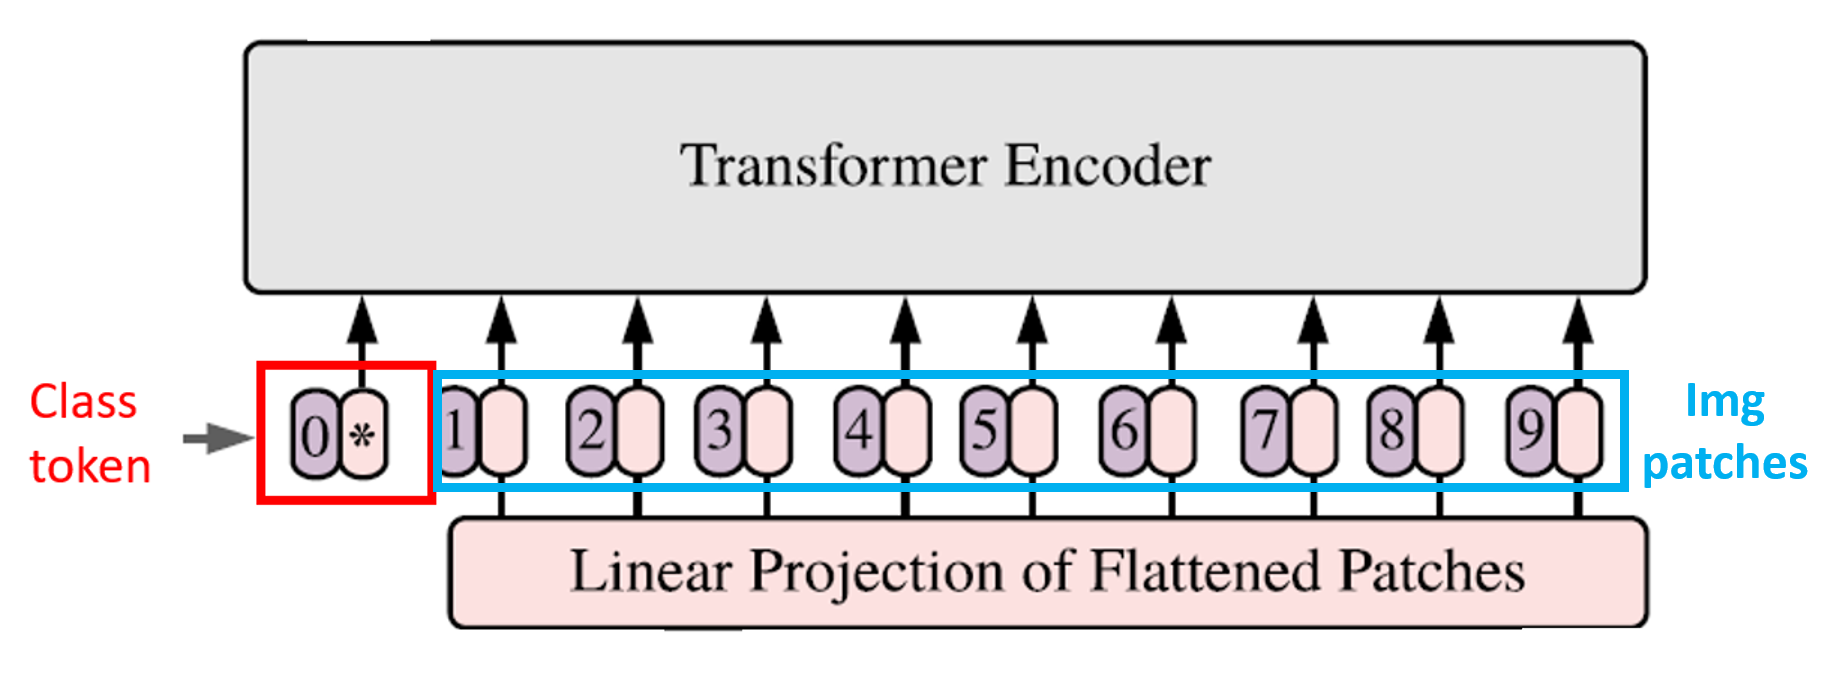 Transformer Encoder
Class
token
0 * 1 2 3 4 5 6 7 8 9
Img
patches
Linear Projection of Flattened Patches